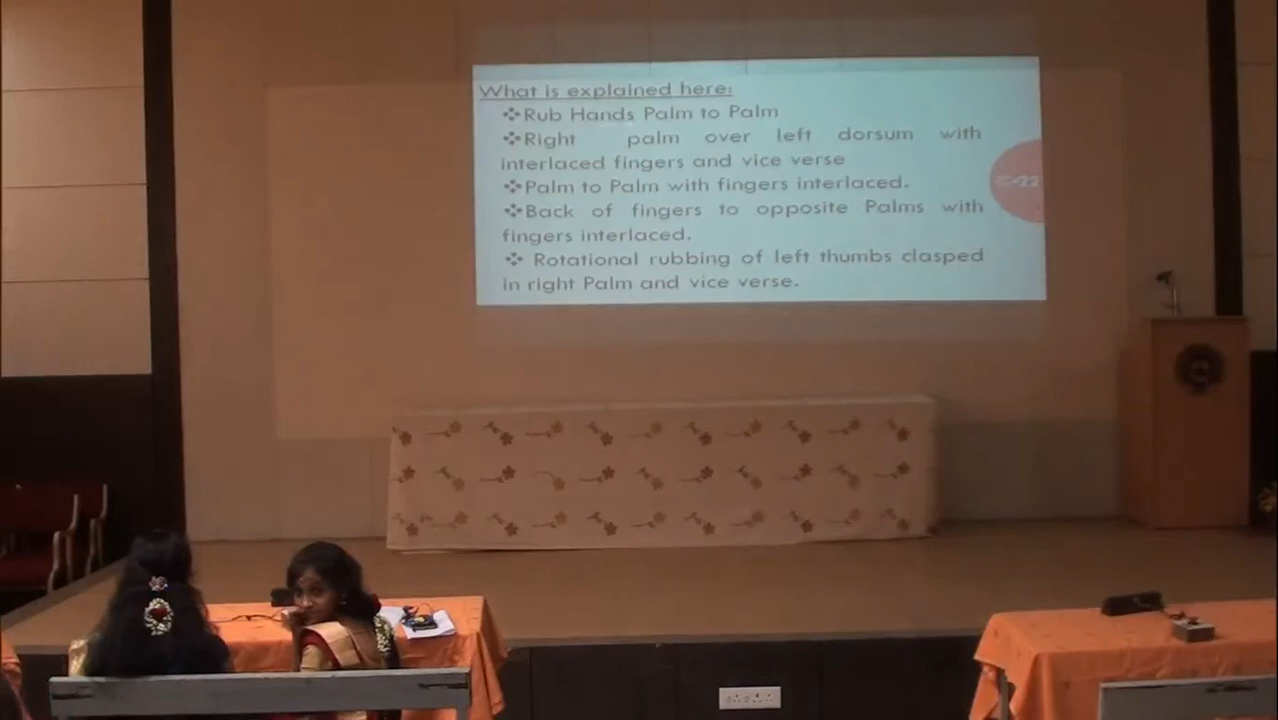 What is explained here:
❖Rub Hands Palm to Palm
❖Right palm over left dorsum with
interlaced fingers and vice verse
❖Palm to Palm with fingers interlaced.
❖Back of fingers to opposite Palms with
fingers interlaced.
❖ Rotational rubbing of left thumbs clasped
in right Palm and vice verse.